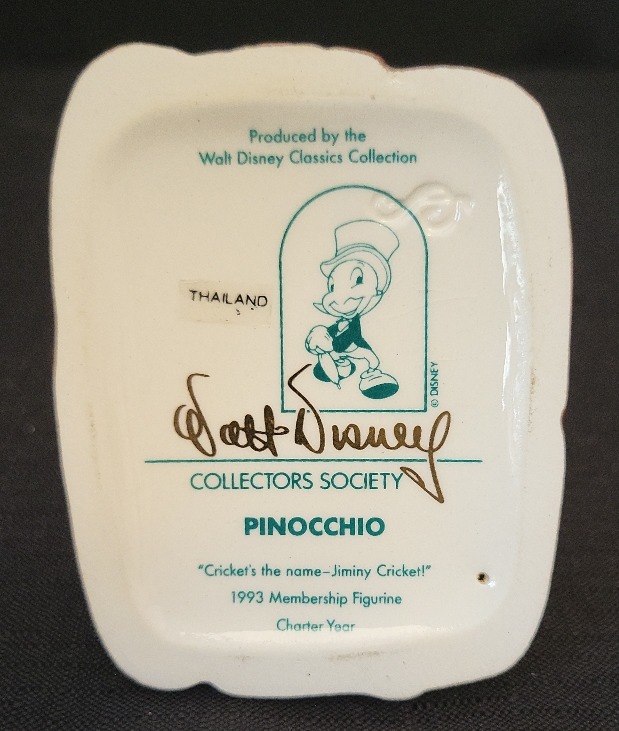 Produced by the
Walt Disney Classics Collection
THAILAND
© DISNEY
Walt Disney
COLLECTORS SOCIETY
PINOCCHIO
"Cricket's the name–Jiminy Cricket!"
1993 Membership Figurine
Charter Year